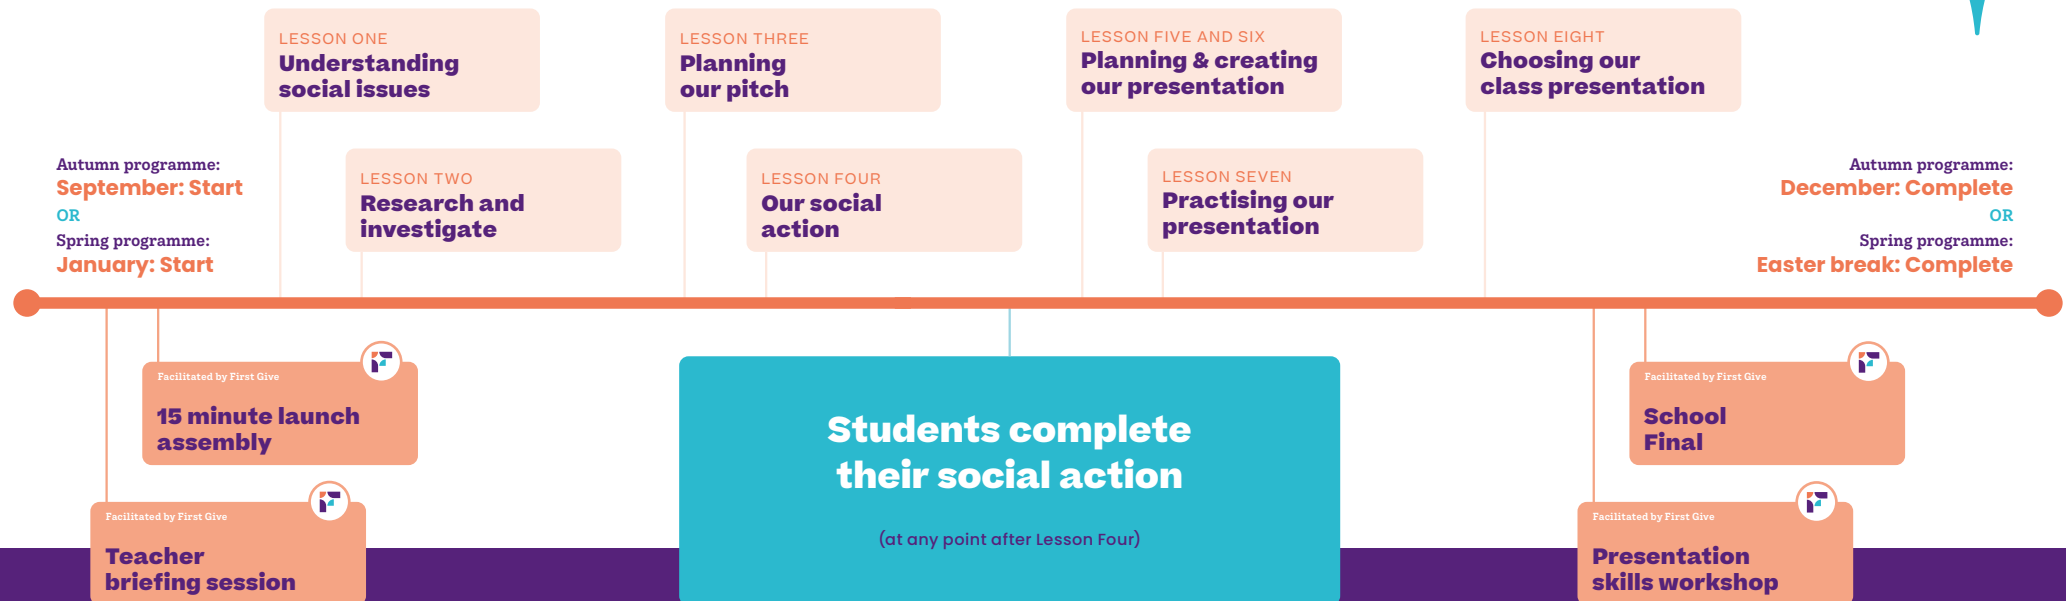 LESSON ONE
Understanding
social issues
LESSON THREE
Planning
our pitch
LESSON FIVE AND SIX
Planning & creating
our presentation
LESSON EIGHT
Choosing our
class presentation
Autumn programme:
September: Start
OR
Spring programme:
January: Start
LESSON TWO
Research and
investigate
LESSON FOUR
Our social
action
LESSON SEVEN
Practising our
presentation
Autumn programme:
December: Complete
OR
Spring programme:
Easter break: Complete
Facilitated by First Give
15 minute launch
assembly
Facilitated by First Give
Teacher
briefing session
Students complete
their social action
(at any point after Lesson Four)
Facilitated by First Give
School
Final
Facilitated by First Give
Presentation
skills workshop